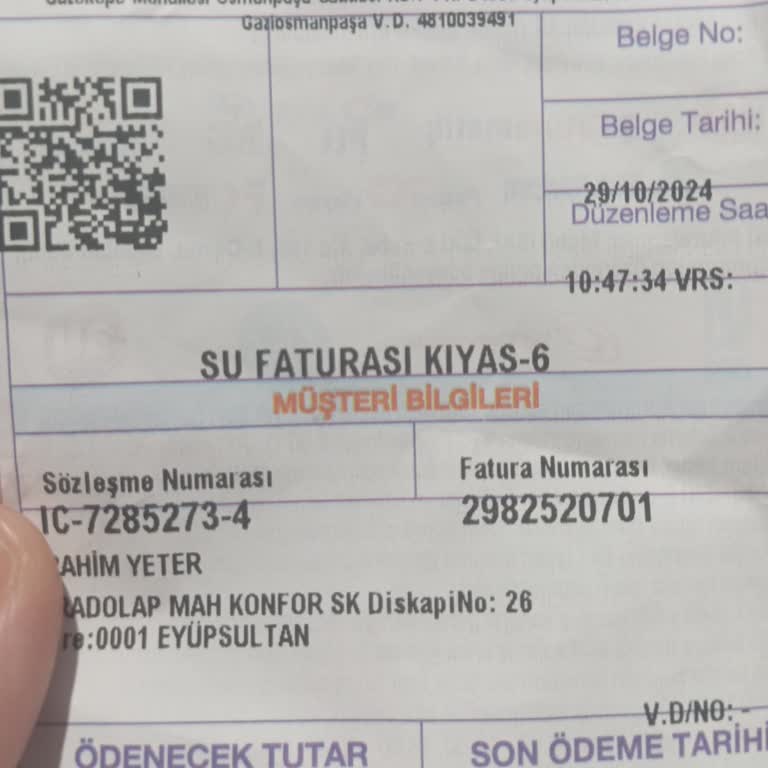 Gaziosmanpaşa V.D. 4810039491
Belge No:
Belge Tarihi:
29/10/2024
Düzenleme Saa
10:47:34 VRS:
SU FATURASI KIYAS-6
MÜŞTERİ BİLGİLERİ
Sözleşme Numarası
Fatura Numarası
IC-7285273-4
2982520701
AHİM YETER
ADOLAP MAH KONFOR SK DiskapiNo: 26
re:0001 EYÜPSULTAN
V.D/NO: -
ÖDENECEK TUTAR
SON ÖDEME TARİHİ